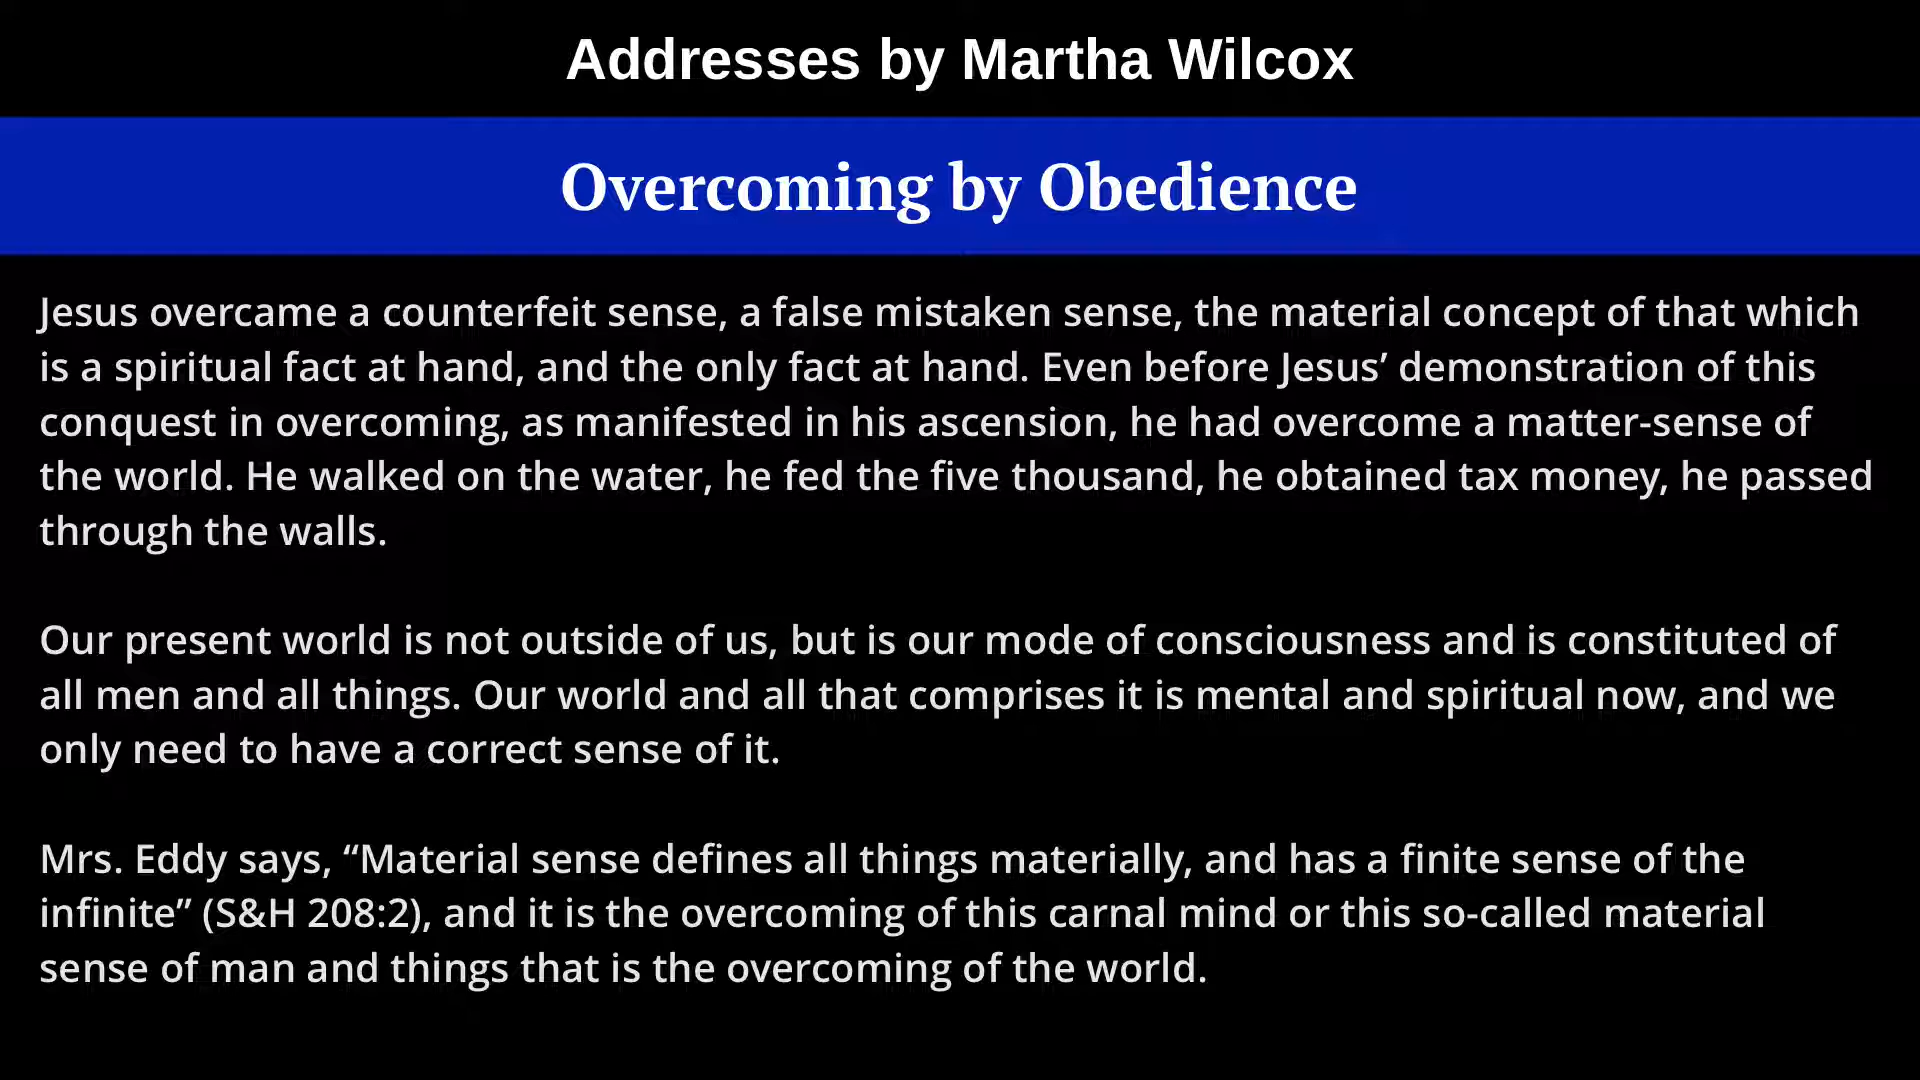 Addresses by Martha Wilcox
Overcoming by Obedience
Jesus overcame a counterfeit sense, a false mistaken sense, the material concept of that which
is a spiritual fact at hand, and the only fact at hand. Even before Jesus’ demonstration of this
conquest in overcoming, as manifested in his ascension, he had overcome a matter-sense of
the world. He walked on the water, he fed the five thousand, he obtained tax money, he passed
through the walls.
Our present world is not outside of us, but is our mode of consciousness and is constituted of
all men and all things. Our world and all that comprises it is mental and spiritual now, and we
only need to have a correct sense of it.
Mrs. Eddy says, “Material sense defines all things materially, and has a finite sense of the
infinite” (S&H 208:2), and it is the overcoming of this carnal mind or this so-called material
sense of man and things that is the overcoming of the world.